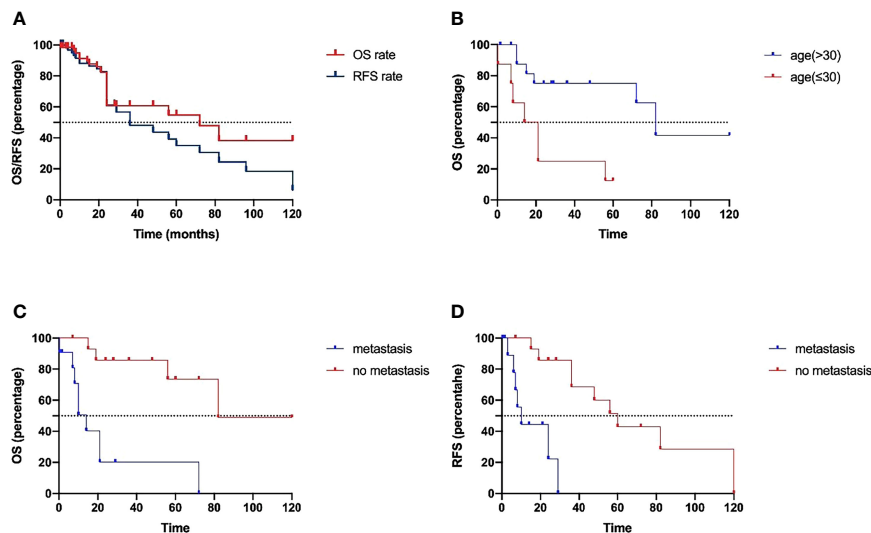 A
100
80
60
40
20
0
OS/RFS (percentage)
0 20 40 60 80 100 120
Time (months)
OS rate
RFS rate
B
100
80
60
40
20
0
OS (percentage)
0 20 40 60 80 100 120
Time
age(>30)
age(≤30)
C
100
80
60
40
20
0
OS (percentage)
0 20 40 60 80 100 120
Time
metastasis
no metastasis
D
100
80
60
40
20
0
RFS (percentahe)
0 20 40 60 80 100 120
Time
metastasis
no metastasis